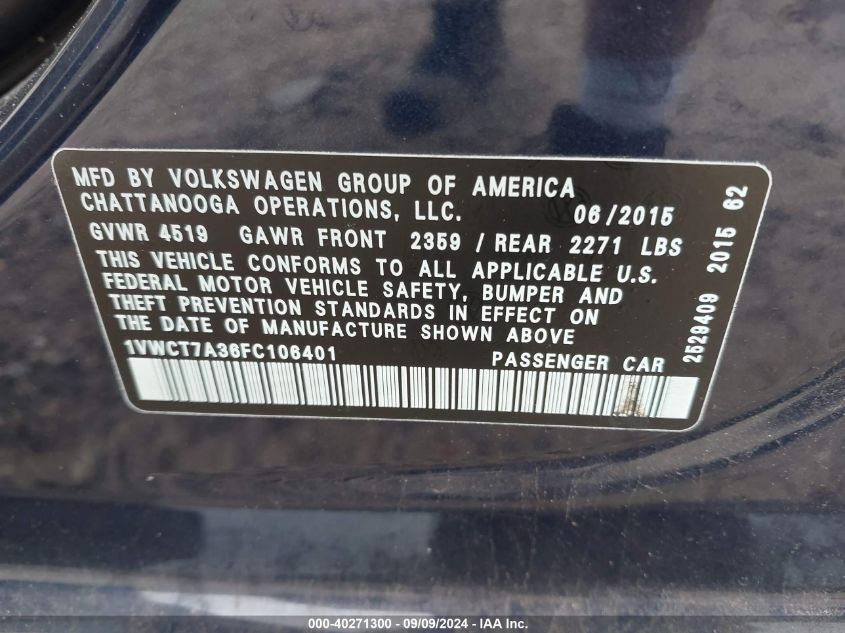 MFD BY VOLKSWAGEN GROUP OF AMERICA
CHATTANOOGA OPERATIONS, LLC. 06/2015
GVWR 4519 GAWR FRONT 2359 / REAR 2271 LBS
THIS VEHICLE CONFORMS TO ALL APPLICABLE U.S.
FEDERAL MOTOR VEHICLE SAFETY, BUMPER AND
THEFT PREVENTION STANDARDS IN EFFECT ON
THE DATE OF MANUFACTURE SHOWN ABOVE
1VWCT7A36FC106401 PASSENGER CAR
2529409 2015 62
000-40271300 - 09/09/2024 - IAA Inc.